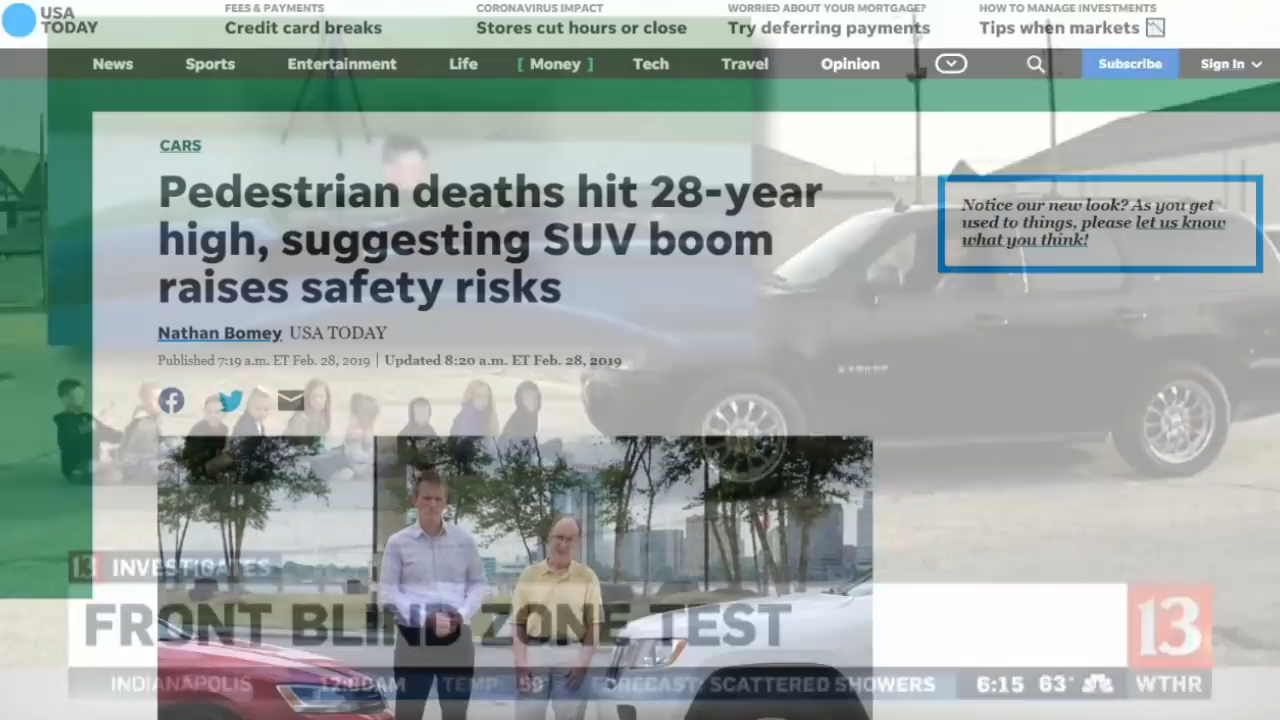 USA
TODAY
FEES & PAYMENTS
Credit card breaks
CORONAVIRUS IMPACT
Stores cut hours or close
WORRIED ABOUT YOUR MORTGAGE?
Try deferring payments
HOW TO MANAGE INVESTMENTS
Tips when markets
News Sports Entertainment Life [ Money ] Tech Travel Opinion Subscribe Sign In
CARS
Pedestrian deaths hit 28-year
high, suggesting SUV boom
raises safety risks
Nathan Bomey USA TODAY
Published 7:19 a.m. ET Feb. 28, 2019 | Updated 8:20 a.m. ET Feb. 28, 2019
Notice our new look? As you get
used to things, please let us know
what you think!
13 INVESTIGATES
FRONT BLIND ZONE TEST
13
INDIANAPOLIS 12:00AM TEMP: 50° FORECAST: SCATTERED SHOWERS 6:15 63° WTHR